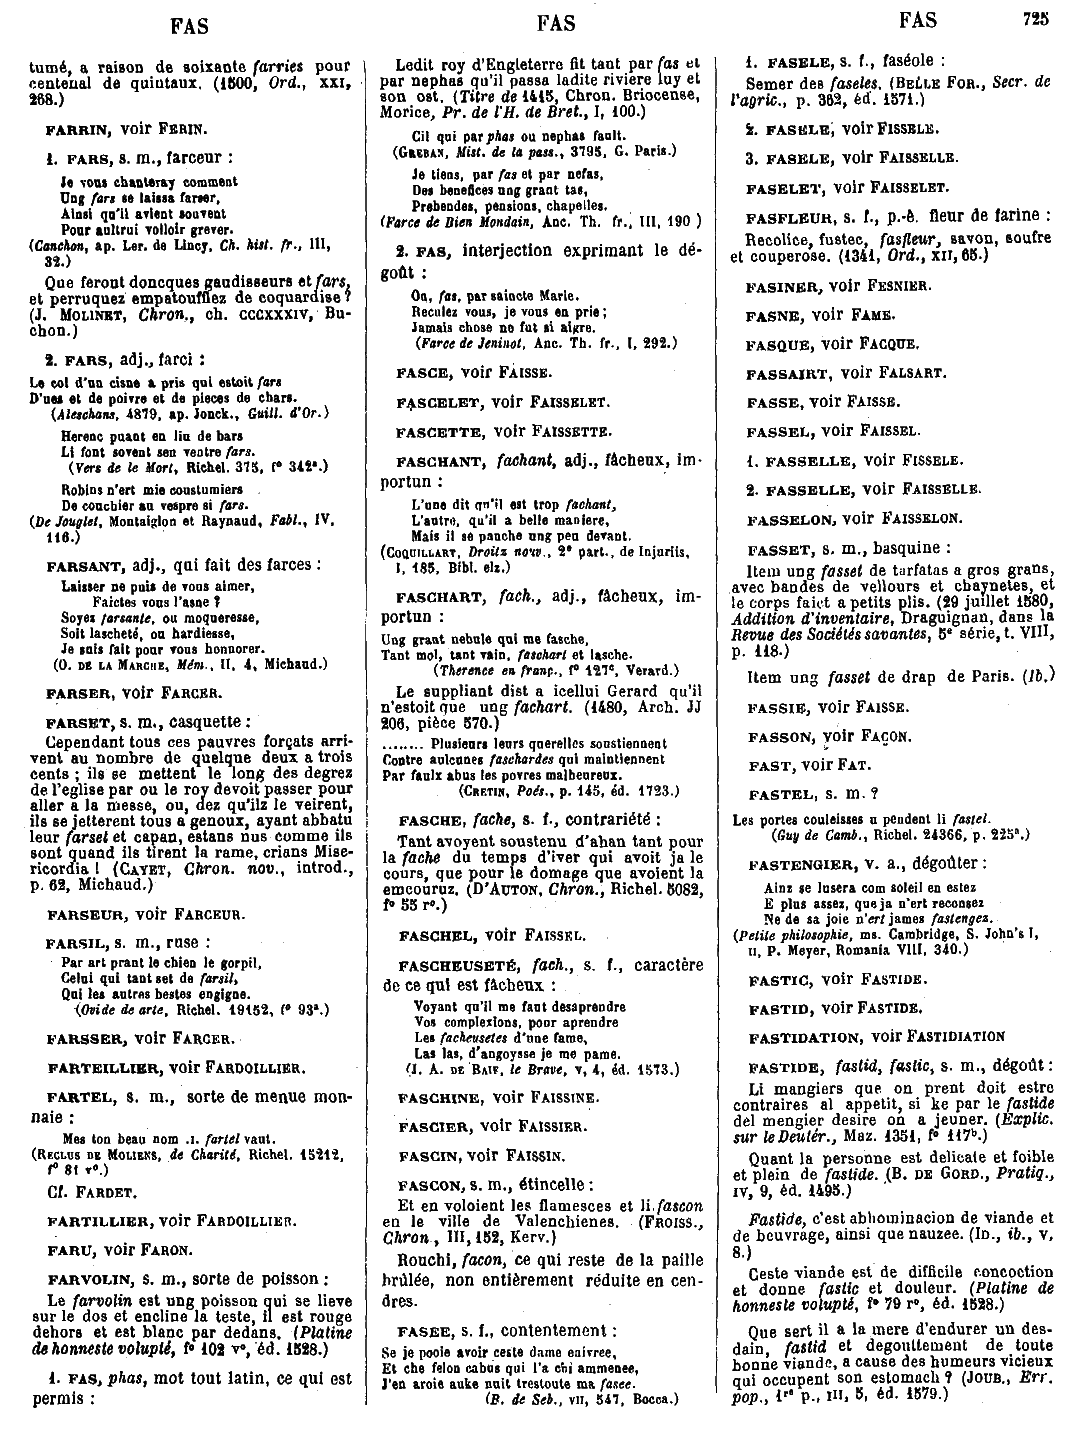 FAS
FAS
FAS 725
tumé, a raison de soixante farries pour
centenal de quintaux. (1500, Ord., XXI,
268.)
FARRIN, voir FERIN.
1. FARS, s. m., farceur :
Je vous chanteray comment
Ung fars se laissa farser,
Ainsi qu'il avient souvent
Pour aultrui volloir grever.
(Canchon, ap. Ler. de Lincy, Ch. hist. fr., III,
32.)
Que feront doncques gaudisseurs et fars,
et perruquez empatoufflez de coquardise ?
(J. MOLINET, Chron., ch. CCCXXXIV, Bu-
chon.)
2. FARS, adj., farci :
Le col d'un cisne a pris qui estoit fars
D'ues et de poivre et de pieces de chars.
(Aleschans, 4879, ap. Jonck., Guill. d'Or.)
Herenc puant en liu de bars
Li font sovent sen ventre fars.
(Vers de le Mort, Richel. 375, f° 342ª.)
Robins n'ert mie coustumiers
De couchier au vespre si fars.
(De Jouglet, Montaiglon et Raynaud, Fabl., IV,
116.)
FARSANT, adj., qui fait des farces :
Laisser ne puis de vous aimer,
Faictes vous l'asne ?
Soyez farsante, ou moqueresse,
Soit lascheté, ou hardiesse,
Je suis fait pour vous honnorer.
(O. DE LA MARCHE, Mém., II, 4, Michaud.)
FARSER, voir FARCER.
FARSET, s. m., casquette :
Cependant tous ces pauvres forçats arri-
vent au nombre de quelque deux a trois
cents ; ils se mettent le long des degrez
de l'eglise par ou le roy devoit passer pour
aller a la messe, ou, dez qu'ilz le veirent,
ils se jetterent tous a genoux, ayant abbatu
leur farset et capan, estans nus comme ils
sont quand ils tirent la rame, crians Mise-
ricordia ! (CAYET, Chron. nov., introd.,
p. 62, Michaud.)
FARSEUR, voir FARCEUR.
FARSIL, s. m., ruse :
Par art prant le chien le gorpil,
Celui qui tant set de farsil,
Qui les autres bestes engigne.
(Ovide de arte, Richel. 19152, f° 93ª.)
FARSSER, voir FARCER.
FARTEILLIER, voir FARDOILLIER.
FARTEL, s. m., sorte de menue mon-
naie :
Mes ton beau nom .I. fartel vaut.
(RECLUS DE MOLIENS, de Charité, Richel. 15212,
f° 81 v°.)
Cf. FARDET.
FARTILLIER, voir FARDOILLIER.
FARU, voir FARON.
FARVOLIN, s. m., sorte de poisson :
Le farvolin est ung poisson qui se lieve
sur le dos et encline la teste, il est rouge
dehors et est blanc par dedans. (Platine
de honneste volupté, f° 102 v°, éd. 1528.)
1. FAS, phas, mot tout latin, ce qui est
permis :
Ledit roy d'Engleterre fit tant par fas et
par nephas qu'il passa ladite riviere luy et
son ost. (Titre de 1415, Chron. Briocense,
Morice, Pr. de l'H. de Bret., I, 100.)
Cil qui par phas ou nephas fault.
(GREBAN, Mist. de la pass., 3795, G. Paris.)
Je tiens, par fas et par nefas,
Des benefices ung grant tas,
Prebendes, pensions, chapelles.
(Farce de Bien Mondain, Anc. Th. fr., III, 190 )
2. FAS, interjection exprimant le dé-
goût :
On, fas, par saincte Marie.
Reculez vous, je vous en prie ;
Jamais chose ne fut si aigre.
(Farce de Jeninot, Anc. Th. fr., I, 292.)
FASCE, voir FAISSE.
FASCELET, voir FAISSELET.
FASCETTE, voir FAISSETTE.
FASCHANT, fachant, adj., fâcheux, im-
portun :
L'une dit qu'il est trop fachant,
L'autre, qu'il a belle maniere,
Mais il se panche ung peu devant.
(COQUILLART, Droitz nouv., 2ᵉ part., de Injuriis,
I, 185, Bibl. elz.)
FASCHART, fach., adj., fâcheux, im-
portun :
Ung grant nebule qui me fasche,
Tant mol, tant vain, faschart et lasche.
(Therence en franç., f° 127ᶜ, Verard.)
Le suppliant dist a icellui Gerard qu'il
n'estoit que ung fachart. (1480, Arch. JJ
206, pièce 570.)
........ Plusieurs leurs querelles soustiennent
Contre aulcunes faschardes qui maintiennent
Par faulx abus les povres malheureux.
(CRETIN, Poés., p. 145, éd. 1723.)
FASCHE, fache, s. f., contrariété :
Tant avoyent soustenu d'ahan tant pour
la fache du temps d'iver qui avoit ja le
cours, que pour le domage que avoient la
emcouruz. (D'AUTON, Chron., Richel. 5082,
f° 55 r°.)
FASCHEL, voir FAISSEL.
FASCHEUSETÉ, fach., s. f., caractère
de ce qui est fâcheux :
Voyant qu'il me faut desaprendre
Vos complexions, pour aprendre
Les facheusetes d'une fame,
Las las, d'angoysse je me pame.
(J. A. DE BAIF, le Brave, V, 4, éd. 1573.)
FASCHINE, voir FAISSINE.
FASCIER, voir FAISSIER.
FASCIN, voir FAISSIN.
FASCON, s. m., étincelle :
Et en voloient les flamesces et li fascon
en le ville de Valenchienes. (FROISS.,
Chron., III, 152, Kerv.)
Rouchi, facon, ce qui reste de la paille
brûlée, non entièrement réduite en cen-
dres.
FASEE, s. f., contentement :
Se je pooie avoir ceste dame enivree,
Et che felon cabus qui l'a chi ammenee,
J'en aroie auke nuit trestoute ma fasee.
(B. de Seb., VII, 547, Bocca.)
1. FASELE, s. f., faséole :
Semer des faseles. (BELLE FOR., Secr. de
l'agric., p. 362, éd. 1571.)
2. FASELE, voir FISSELE.
3. FASELE, voir FAISSELLE.
FASELET, voir FAISSELET.
FASFLEUR, s. f., p.-ê. fleur de farine :
Recolice, fustec, fasfleur, savon, soufre
et couperose. (1341, Ord., XII, 65.)
FASINER, voir FESNIER.
FASNE, voir FAME.
FASQUE, voir FACQUE.
FASSAIRT, voir FALSART.
FASSE, voir FAISSE.
FASSEL, voir FAISSEL.
1. FASSELLE, voir FISSELE.
2. FASSELLE, voir FAISSELLE.
FASSELON, voir FAISSELON.
FASSET, s. m., basquine :
Item ung fasset de tarfatas a gros grans,
avec bandes de vellours et chaynetes, et
le corps faict a petits plis. (29 juillet 1580,
Addition d'inventaire, Draguignan, dans la
Revue des Sociétés savantes, 5ᵉ série, t. VIII,
p. 118.)
Item ung fasset de drap de Paris. (Ib.)
FASSIE, voir FAISSE.
FASSON, voir FAÇON.
FAST, voir FAT.
FASTEL, s. m. ?
Les portes couleisses u pendent li fastel.
(Guy de Camb., Richel. 24366, p. 225ª.)
FASTENGIER, v. a., dégoûter :
Ainz se lusera com soleil en estez
E plus assez, que ja n'ert reconsez
Ne de sa joie n'ert james fastengez.
(Petite philosophie, ms. Cambridge, S. John's I,
II, P. Meyer, Romania VIII, 340.)
FASTIC, voir FASTIDE.
FASTID, voir FASTIDE.
FASTIDATION, voir FASTIDIATION
FASTIDE, fastid, fastic, s. m., dégoût :
Li mangiers que on prent doit estre
contraires al appetit, si ke par le fastide
del mengier desire on a jeuner. (Explic.
sur le Deutér., Maz. 1351, f° 117ᵇ.)
Quant la personne est delicate et foible
et plein de fastide. (B. DE GORD., Pratiq.,
IV, 9, éd. 1495.)
Fastide, c'est abhominacion de viande et
de beuvrage, ainsi que nauzee. (ID., ib., V,
8.)
Ceste viande est de difficile concoction
et donne fastic et douleur. (Platine de
honneste volupté, f° 79 r°, éd. 1528.)
Que sert il a la mere d'endurer un des-
dain, fastid et degouttement de toute
bonne viande, a cause des humeurs vicieux
qui occupent son estomach ? (JOUB., Err.
pop., 1ʳᵉ p., III, 5, éd. 1579.)